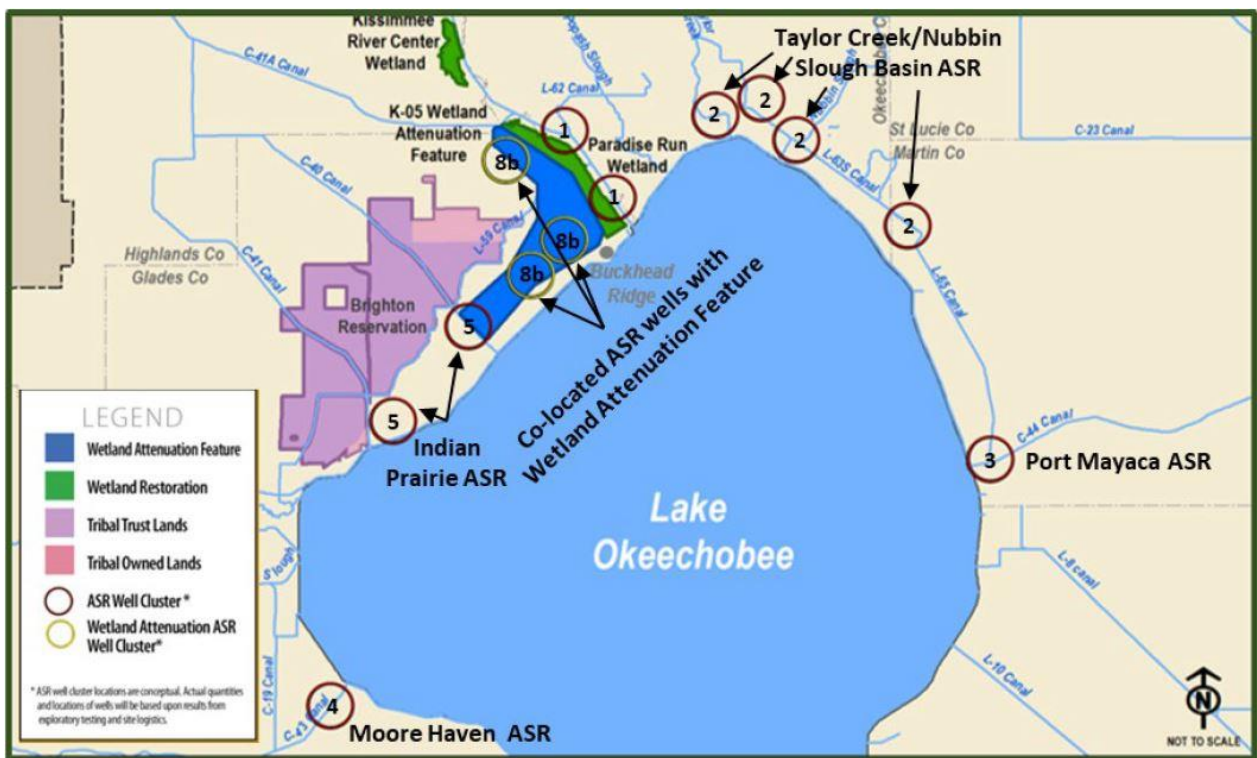 Kissimmee
River Center
Wetland
C-41A Canal
Popash Slough
L-62 Canal
K-05 Wetland
Attenuation
Feature
Paradise Run
Wetland
Taylor Creek/Nubbin
Slough Basin ASR
1
1
2
2
2
2
L-63S Canal
St Lucie Co
Martin Co
C-23 Canal
8b
8b
8b
C-40 Canal
L-59 Canal
Highlands Co
Glades Co
C-41 Canal
Brighton
Reservation
Buckhead
Ridge
Co-located ASR wells with
Wetland Attenuation Feature
5
5
Indian
Prairie ASR
L-65 Canal
C-44 Canal
3
Port Mayaca ASR
Lake
Okeechobee
L-8 canal
L-10 Canal
S'lough
C-19 Canal
C-43 Canal
4
Moore Haven ASR
LEGEND
Wetland Attenuation Feature
Wetland Restoration
Tribal Trust Lands
Tribal Owned Lands
ASR Well Cluster *
Wetland Attenuation ASR
Well Cluster*
* ASR well cluster locations are conceptual. Actual quantities
and locations of wells will be based upon results from
exploratory testing and site logistics.
N
NOT TO SCALE